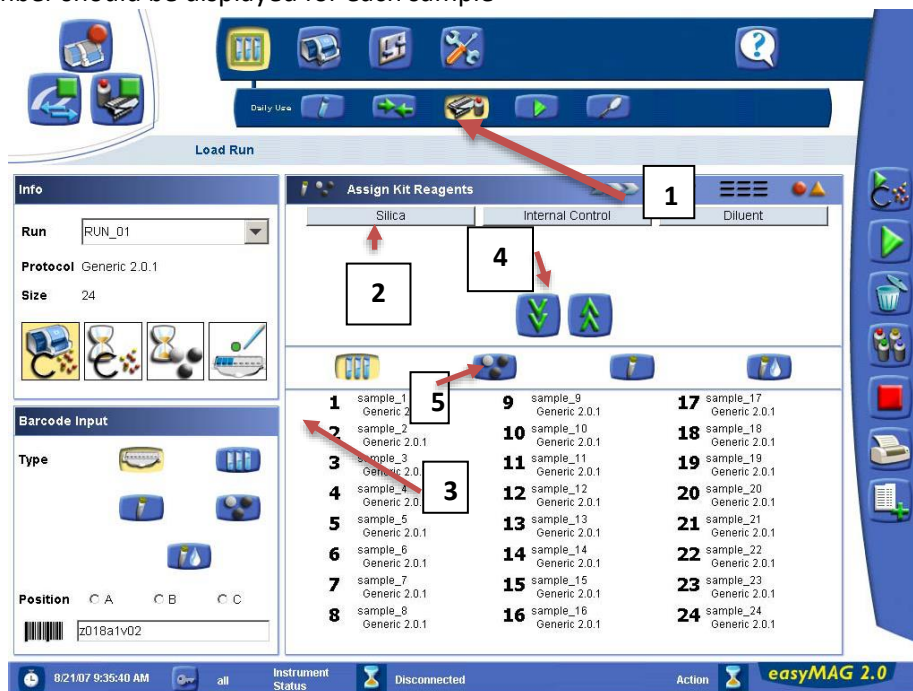 mber should be displayed for each sample
Daily Use
Load Run
Info
Run RUN_01
Protocol Generic 2.0.1
Size 24
Barcode Input
Type
Position A B C
z018a1v02
Assign Kit Reagents
Silica Internal Control Diluent
1
2
4
5
3
1 sample_1
Generic 2
2 sample_2
Generic 2.0.1
3 sample_3
Generic 2.0
4 sample_4
Generic 2.0
5 sample_5
Generic 2.0.1
6 sample_6
Generic 2.0.1
7 sample_7
Generic 2.0.1
8 sample_8
Generic 2.0.1
9 sample_9
Generic 2.0.1
10 sample_10
Generic 2.0.1
11 sample_11
Generic 2.0.1
12 sample_12
Generic 2.0.1
13 sample_13
Generic 2.0.1
14 sample_14
Generic 2.0.1
15 sample_15
Generic 2.0.1
16 sample_16
Generic 2.0.1
17 sample_17
Generic 2.0.1
18 sample_18
Generic 2.0.1
19 sample_19
Generic 2.0.1
20 sample_20
Generic 2.0.1
21 sample_21
Generic 2.0.1
22 sample_22
Generic 2.0.1
23 sample_23
Generic 2.0.1
24 sample_24
Generic 2.0.1
8/21/07 9:35:40 AM all Instrument Status Disconnected Action easyMAG 2.0